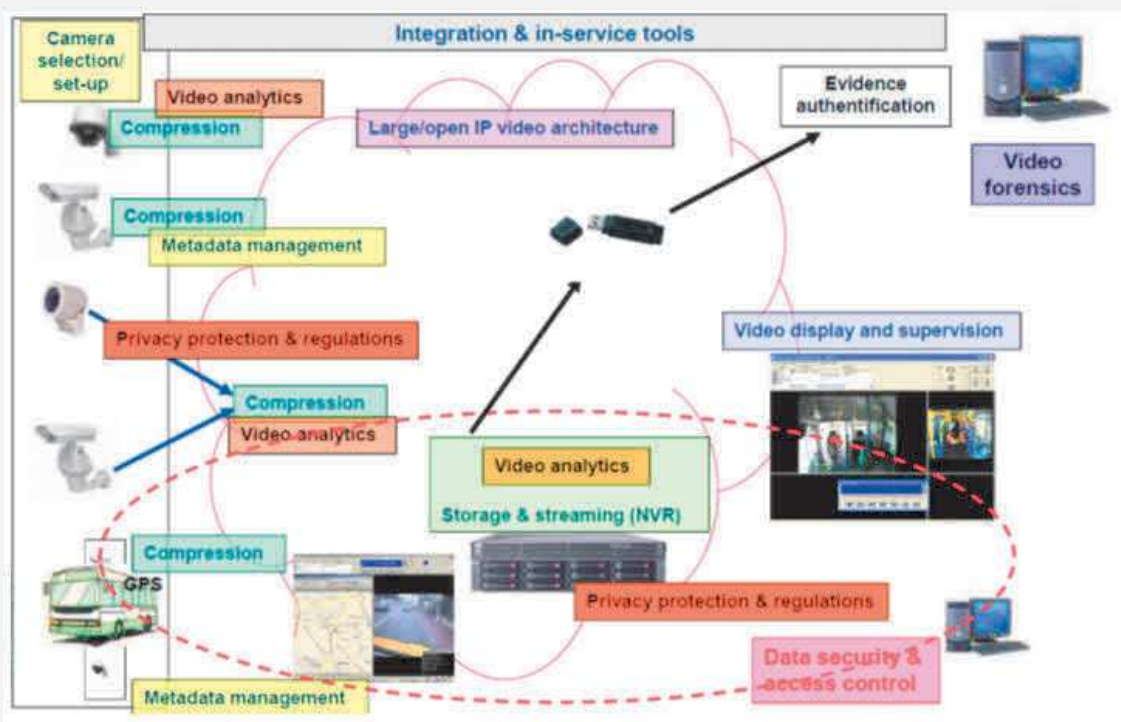 Camera
selection/
set-up
Integration & in-service tools
Video analytics
Compression
Large/open IP video architecture
Evidence
authentification
Video
forensics
Compression
Metadata management
Privacy protection & regulations
Video display and supervision
Compression
Video analytics
Video analytics
Storage & streaming (NVR)
Compression
GPS
Privacy protection & regulations
Data security &
access control
Metadata management